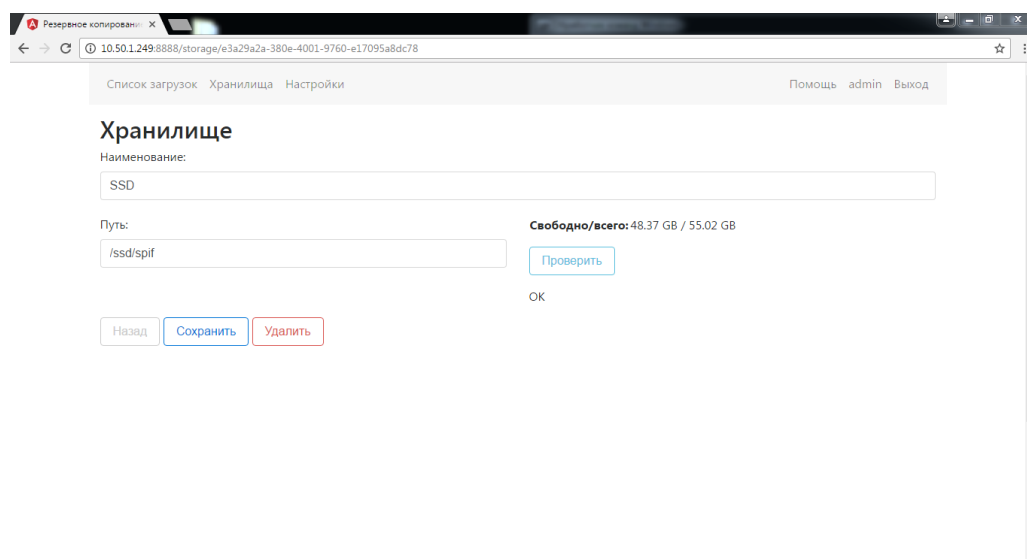 Резервное копировани
10.50.1.249:8888/storage/e3a29a2a-380e-4001-9760-e17095a8dc78
Список загрузок Хранилища Настройки Помощь admin Выход
Хранилище
Наименование:
SSD
Путь: Свободно/всего: 48.37 GB / 55.02 GB
/ssd/spif
Проверить
OK
Назад Сохранить Удалить